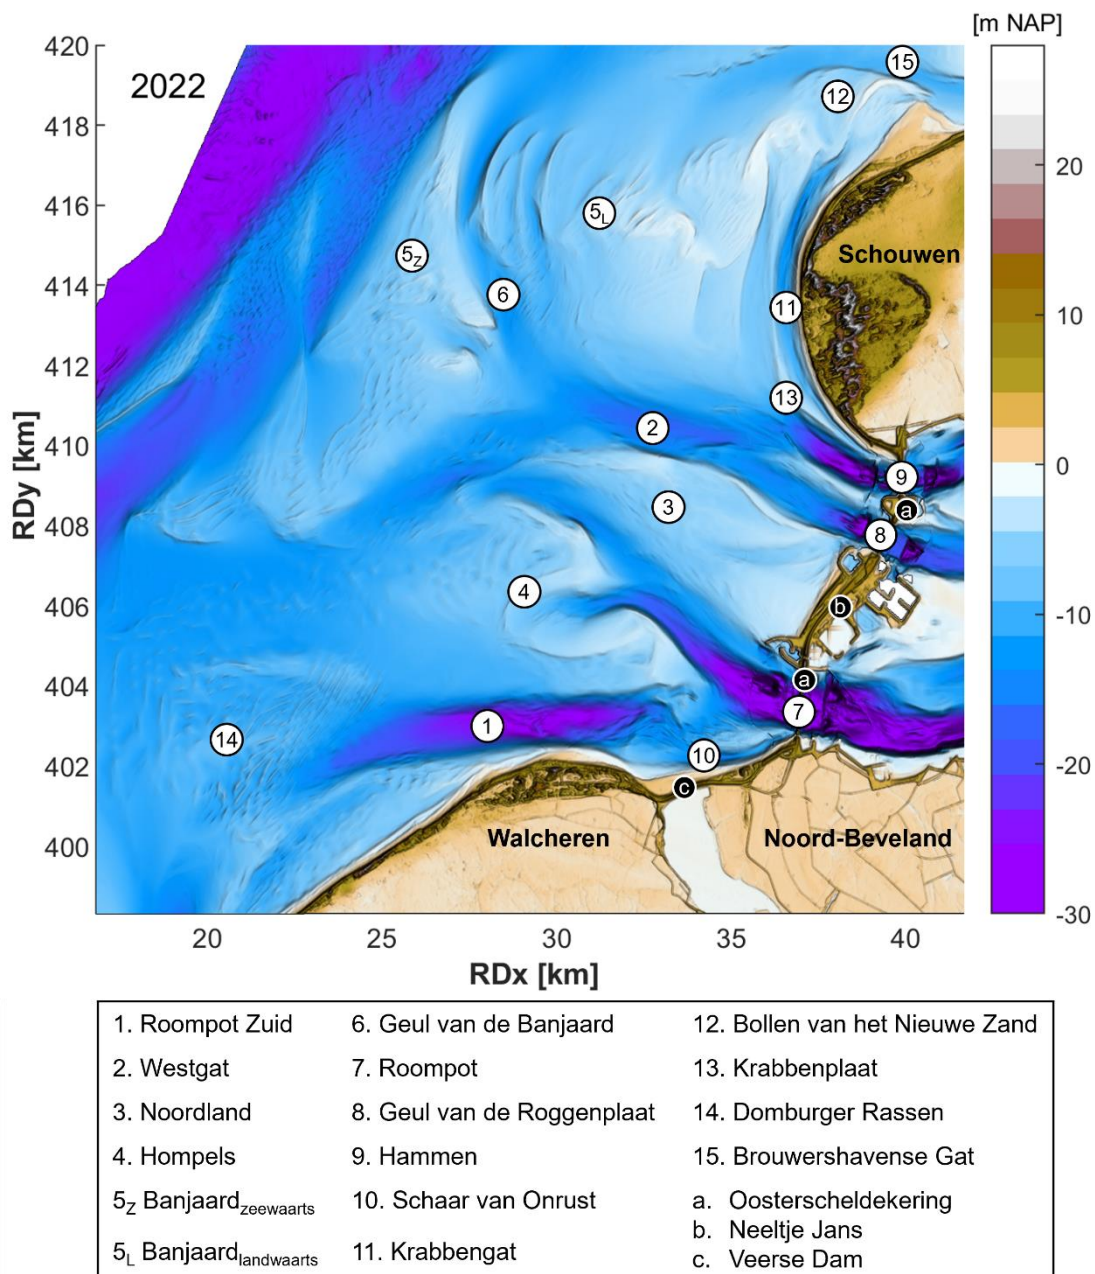 [m NAP]
420
2022
15
12
418
20
416
5L
5Z
Schouwen
414
6
11
10
412
13
2
410
0
9
RDy [km]
3
a
408
8
4
b
406
-10
a
404
7
1
14
10
-20
402
c
400
Walcheren
Noord-Beveland
-30
20
25
30
35
40
RDx [km]
1. Roompot Zuid
6. Geul van de Banjaard
12. Bollen van het Nieuwe Zand
2. Westgat
7. Roompot
13. Krabbenplaat
3. Noordland
8. Geul van de Roggenplaat
14. Domburger Rassen
4. Hompels
9. Hammen
15. Brouwershavense Gat
5Z Banjaardzeewaarts
10. Schaar van Onrust
a. Oosterscheldekering
b. Neeltje Jans
5L Banjaardlandwaarts
11. Krabbengat
c. Veerse Dam